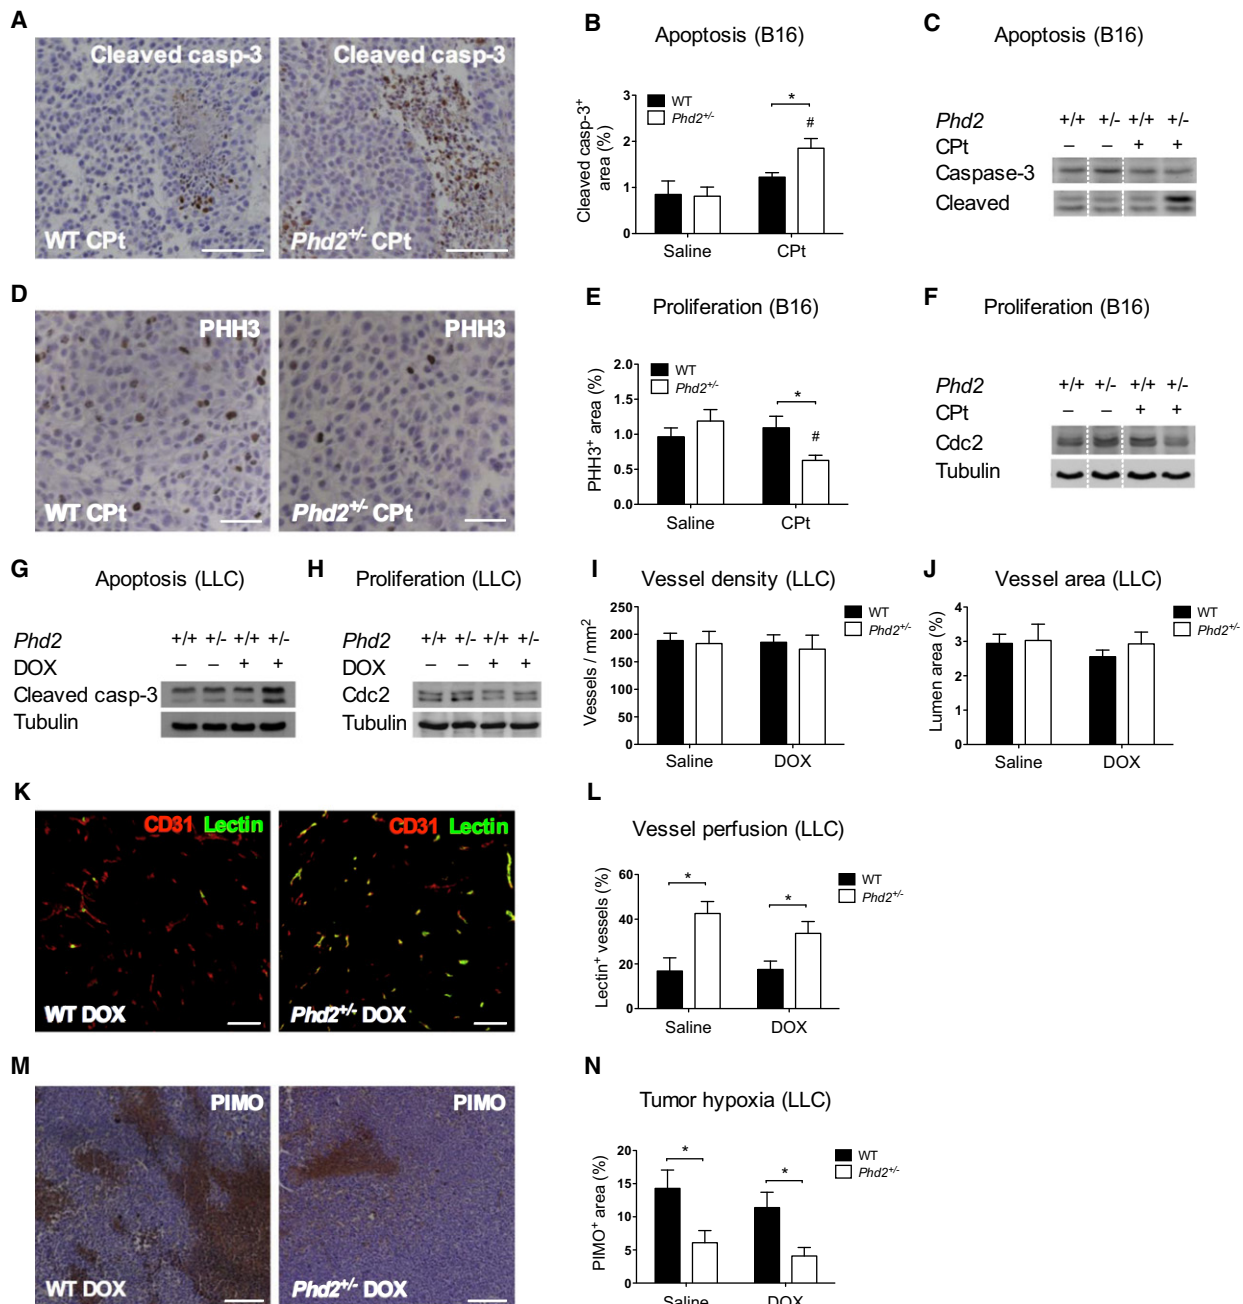 A
Cleaved casp-3
WT CPt
Cleaved casp-3
Phd2+/- CPt
B
Apoptosis (B16)
WT
Phd2+/-
Cleaved casp-3+
area (%)
3
2
1
0
*
#
Saline
CPt
C
Apoptosis (B16)
Phd2 +/+ +/- +/+ +/-
CPt – – + +
Caspase-3
Cleaved
D
PHH3
WT CPt
PHH3
Phd2+/- CPt
E
Proliferation (B16)
WT
Phd2+/-
PHH3+ area (%)
2.0
1.5
1.0
0.5
0.0
*
#
Saline
CPt
F
Proliferation (B16)
Phd2 +/+ +/- +/+ +/-
CPt – – + +
Cdc2
Tubulin
G
Apoptosis (LLC)
Phd2 +/+ +/- +/+ +/-
DOX – – + +
Cleaved casp-3
Tubulin
H
Proliferation (LLC)
Phd2 +/+ +/- +/+ +/-
DOX – – + +
Cdc2
Tubulin
I
Vessel density (LLC)
WT
Phd2+/-
Vessels / mm2
250
200
150
100
50
0
Saline
DOX
J
Vessel area (LLC)
WT
Phd2+/-
Lumen area (%)
4
3
2
1
0
Saline
DOX
K
CD31 Lectin
WT DOX
CD31 Lectin
Phd2+/- DOX
L
Vessel perfusion (LLC)
WT
Phd2+/-
Lectin+ vessels (%)
60
40
20
0
*
*
Saline
DOX
M
PIMO
WT DOX
PIMO
Phd2+/- DOX
N
Tumor hypoxia (LLC)
WT
Phd2+/-
PIMO+ area (%)
20
15
10
5
0
*
*
Saline
DOX